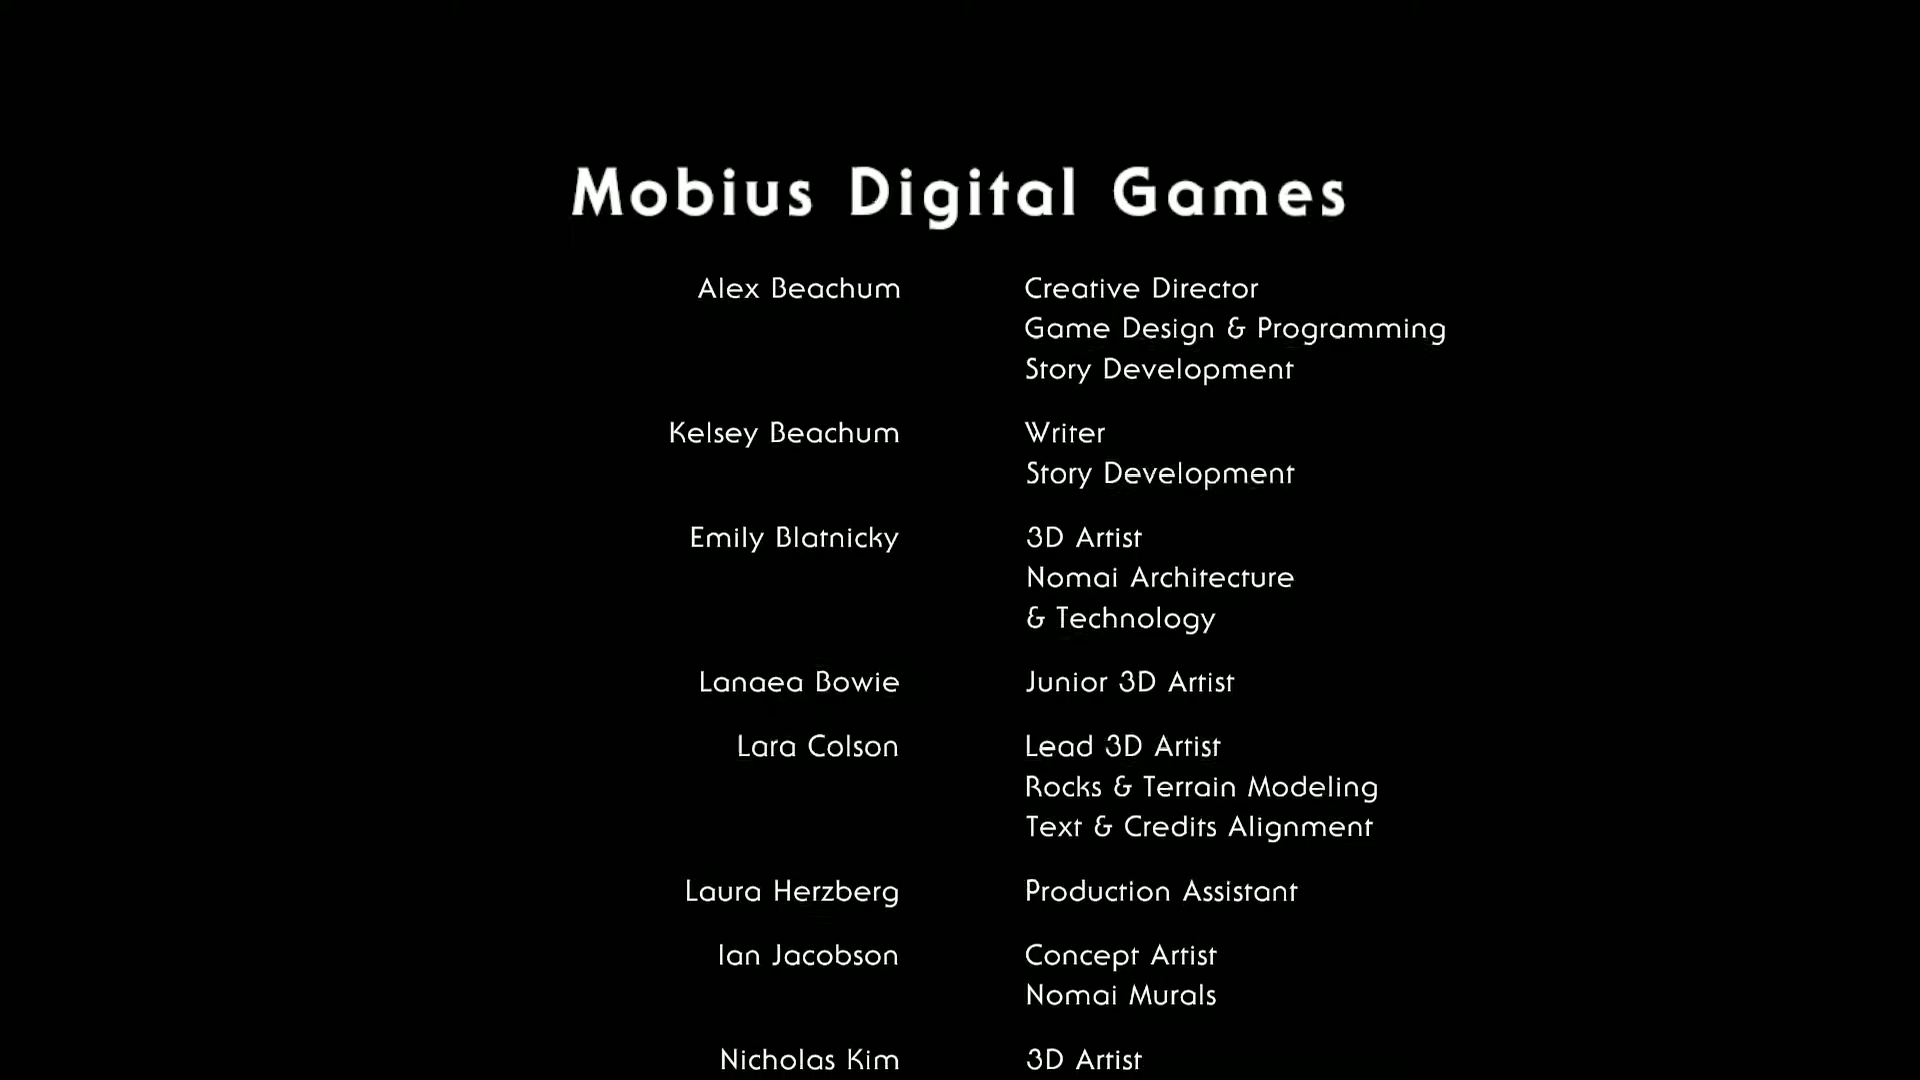 Mobius Digital Games
Alex Beachum Creative Director
Game Design & Programming
Story Development
Kelsey Beachum Writer
Story Development
Emily Blatnicky 3D Artist
Nomai Architecture
& Technology
Lanaea Bowie Junior 3D Artist
Lara Colson Lead 3D Artist
Rocks & Terrain Modeling
Text & Credits Alignment
Laura Herzberg Production Assistant
Ian Jacobson Concept Artist
Nomai Murals
Nicholas Kim 3D Artist